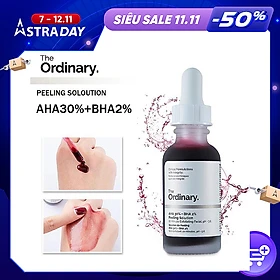 7 - 12.11
ASTRADAY
SIÊU SALE 11.11
-50%
The
Ordinary.
PEELING SOLOUTION
AHA30%+BHA2%
The
Ordinary.
AHA 30% + BHA 2%
Peeling Solution